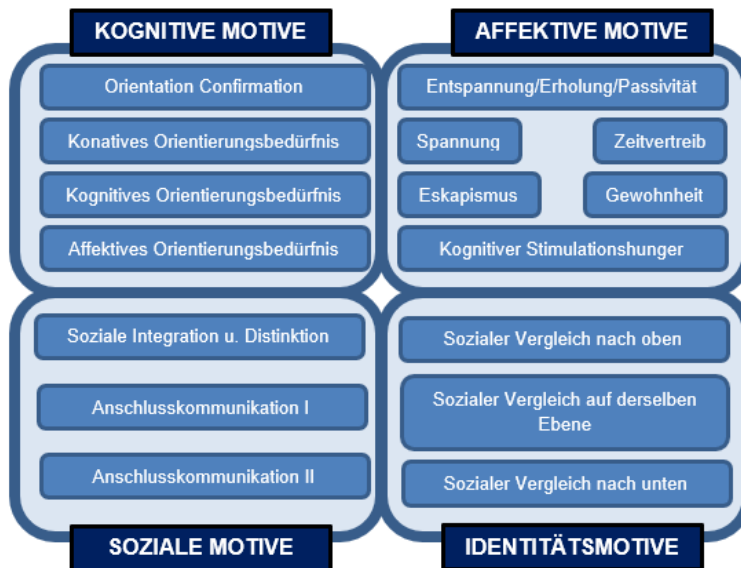 KOGNITIVE MOTIVE
Orientation Confirmation
Konatives Orientierungsbedürfnis
Kognitives Orientierungsbedürfnis
Affektives Orientierungsbedürfnis
AFFEKTIVE MOTIVE
Entspannung/Erholung/Passivität
Spannung
Zeitvertreib
Eskapismus
Gewohnheit
Kognitiver Stimulationshunger
Soziale Integration u. Distinktion
Anschlusskommunikation I
Anschlusskommunikation II
SOZIALE MOTIVE
Sozialer Vergleich nach oben
Sozialer Vergleich auf derselben
Ebene
Sozialer Vergleich nach unten
IDENTITÄTSMOTIVE